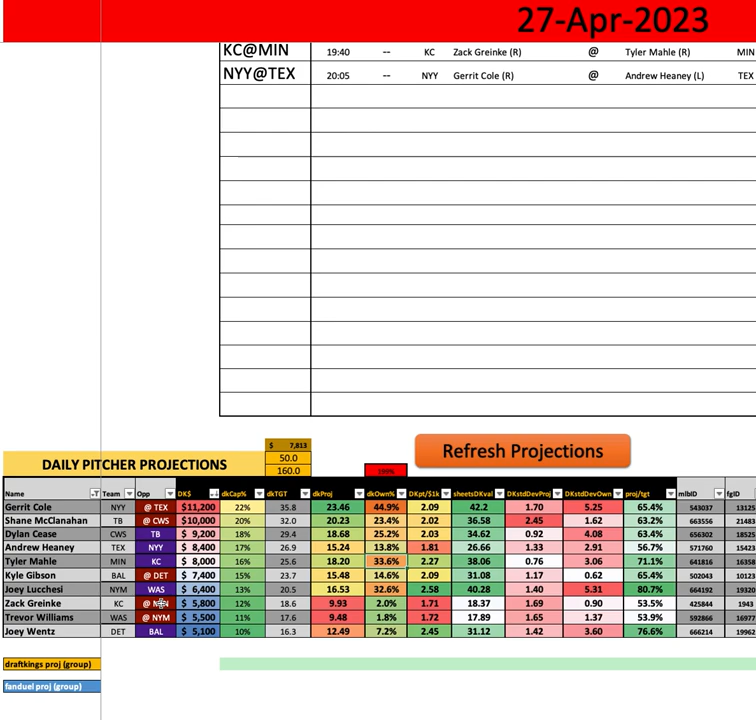 27-Apr-2023
KC@MIN 19:40 -- KC Zack Greinke (R) @ Tyler Mahle (R) MIN
NYY@TEX 20:05 -- NYY Gerrit Cole (R) @ Andrew Heaney (L) TEX
$ 7,813
Refresh Projections
DAILY PITCHER PROJECTIONS 50.0
160.0 199%
Name Team Opp DK$ dkCap% dkTGT dkProj dkOwn% DKpt/$1k sheetsDKval DKstdDevProj DKstdDevOwn proj/tgt mlbID fgID
Gerrit Cole NYY @ TEX $11,200 22% 35.8 23.46 44.9% 2.09 42.2 1.70 5.25 65.4% 543037 13125
Shane McClanahan TB @ CWS $10,000 20% 32.0 20.23 23.4% 2.02 36.58 2.45 1.62 63.2% 663556 21483
Dylan Cease CWS TB $ 9,200 18% 29.4 18.68 25.2% 2.03 34.62 0.92 4.08 63.4% 656302 18525
Andrew Heaney TEX NYY $ 8,400 17% 26.9 15.24 13.8% 1.81 26.66 1.33 2.91 56.7% 571760 15423
Tyler Mahle MIN KC $ 8,000 16% 25.6 18.20 33.6% 2.27 38.06 0.76 3.06 71.1% 641816 16358
Kyle Gibson BAL @ DET $ 7,400 15% 23.7 15.48 14.6% 2.09 31.08 1.17 0.62 65.4% 502043 10123
Joey Lucchesi NYM WAS $ 6,400 13% 20.5 16.53 32.6% 2.58 40.28 1.40 5.31 80.7% 664192 19320
Zack Greinke KC @ $ 5,800 12% 18.6 9.93 2.0% 1.71 18.37 1.69 0.90 53.5% 425844 1943
Trevor Williams WAS @ NYM $ 5,500 11% 17.6 9.48 1.8% 1.72 17.89 1.65 1.37 53.9% 592866 16977
Joey Wentz DET BAL $ 5,100 10% 16.3 12.49 7.2% 2.45 31.12 1.42 3.60 76.6% 666214 19962
draftkings proj (group)
fanduel proj (group)